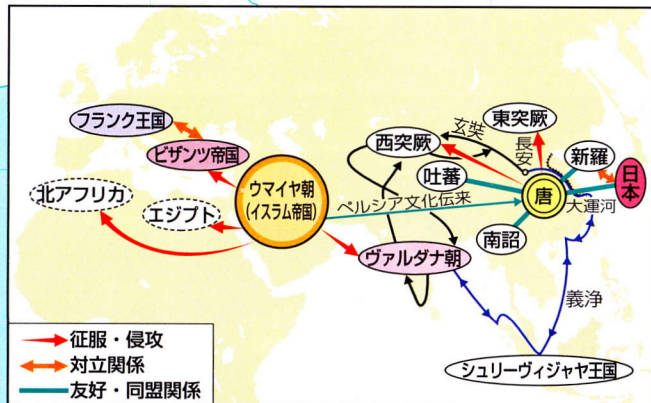 フランク王国
ビザンツ帝国
北アフリカ
エジプト
ウマイヤ朝
(イスラム帝国)
ペルシア文化伝来
ヴァルダナ朝
西突厥
玄奘
東突厥
長安
吐蕃
唐
新羅
日本
大運河
南詔
義浄
シュリーヴィジャヤ王国
征服・侵攻
対立関係
友好・同盟関係